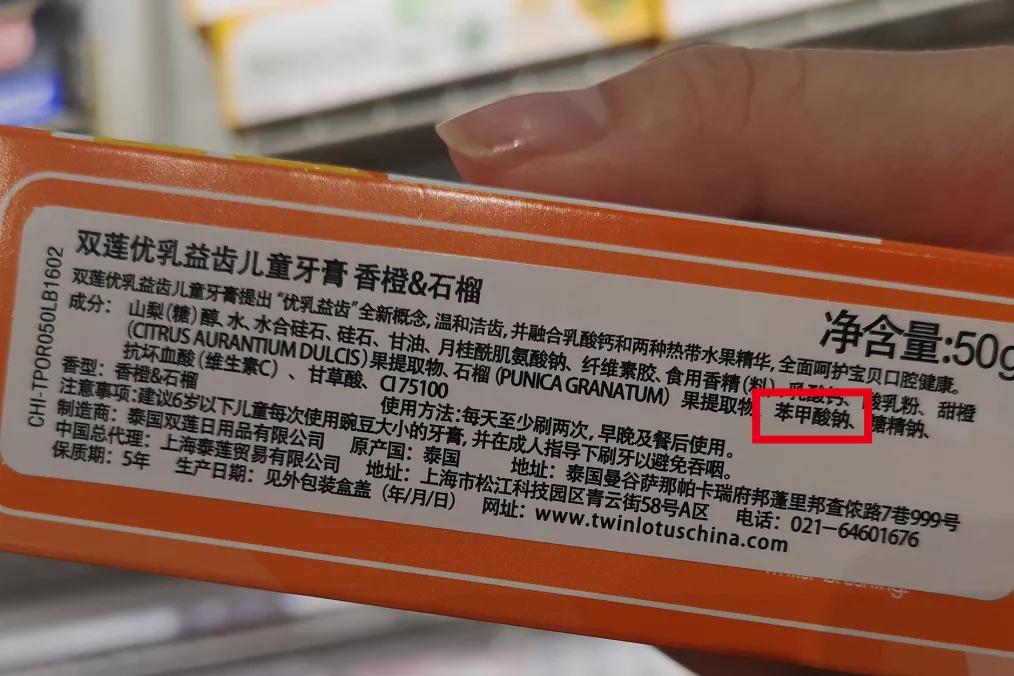 CHI-TPOR050LB1602
双莲优乳益齿儿童牙膏 香橙&石榴
双莲优乳益齿儿童牙膏提出“优乳益齿”全新概念,温和洁齿,并融合乳酸钙和两种热带水果精华,全面呵护宝贝口腔健康。
净含量:50g
成分: 山梨(糖)醇、水、水合硅石、硅石、甘油、月桂酰肌氨酸钠、纤维素胶、食用香精(料)、乳酸钙、酸乳粉、甜橙
(CITRUS AURANTIUM DULCIS)果提取物、石榴(PUNICA GRANATUM)果提取物、苯甲酸钠、糖精钠、
抗坏血酸(维生素C)、甘草酸、CI 75100
香型: 香橙&石榴 使用方法:每天至少刷两次,早晚及餐后使用。
注意事项:建议6岁以下儿童每次使用豌豆大小的牙膏,并在成人指导下刷牙以避免吞咽。
制造商: 泰国双莲日用品有限公司 原产国: 泰国 地址: 泰国曼谷萨那帕卡瑞府邦蓬里邦查侬路7巷999号
中国总代理: 上海泰莲贸易有限公司 地址: 上海市松江科技园区青云街58号A区 电话: 021-64601676
保质期: 5年 生产日期: 见外包装盒盖 (年/月/日) 网址: www.twinlotuschina.com